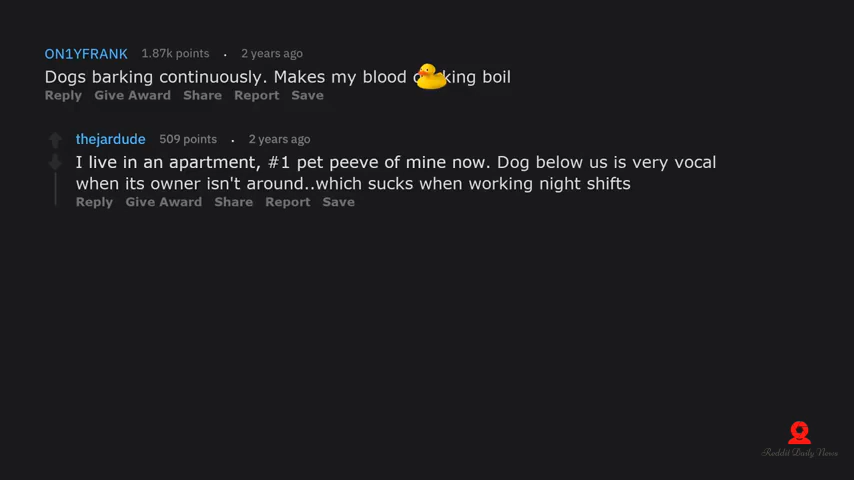 ON1YFRANK 1.87k points . 2 years ago
Dogs barking continuously. Makes my blood king boil
Reply Give Award Share Report Save
thejardude 509 points . 2 years ago
I live in an apartment, #1 pet peeve of mine now. Dog below us is very vocal
when its owner isn't around..which sucks when working night shifts
Reply Give Award Share Report Save
Reddit Daily News